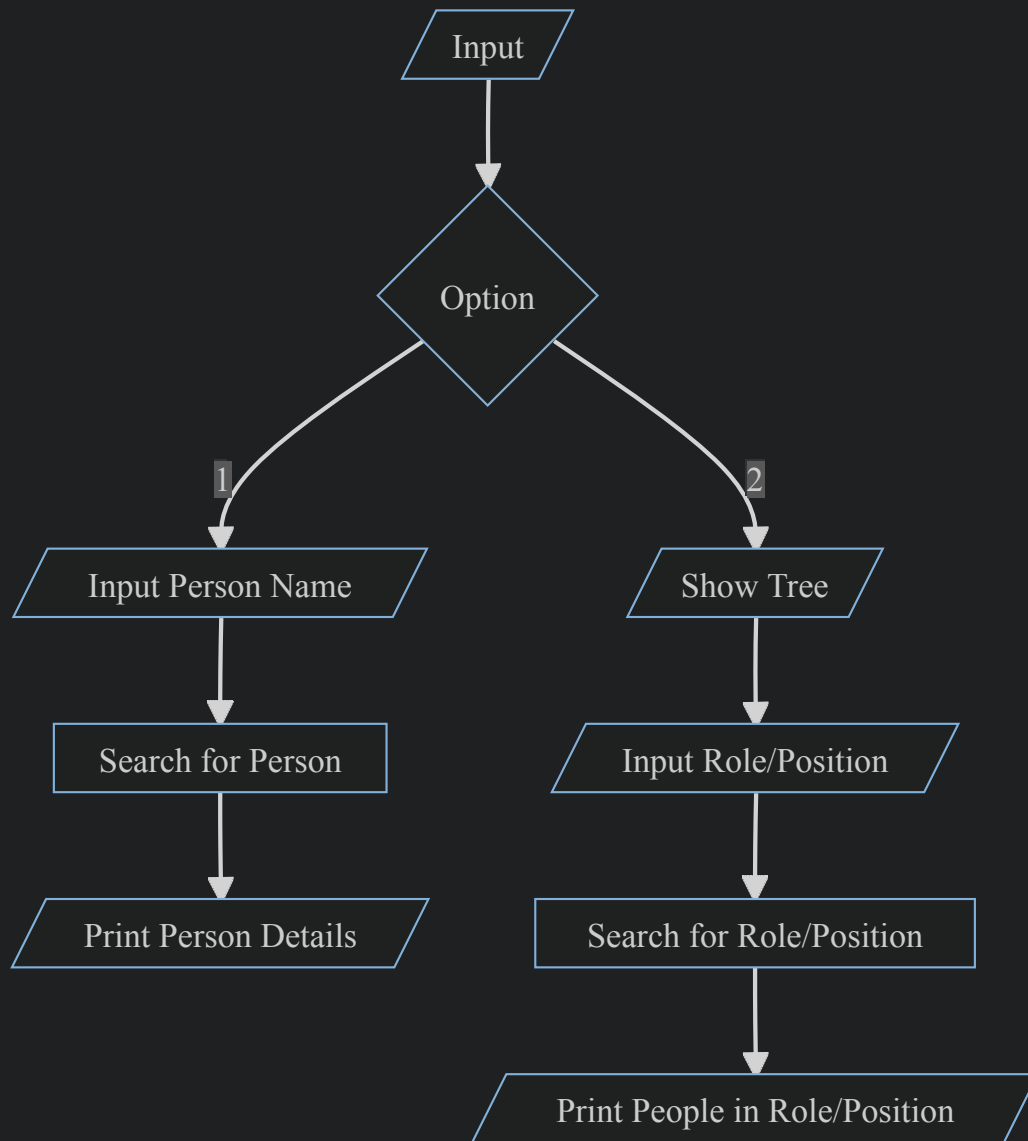 Input
Option
1
2
Input Person Name
Show Tree
Search for Person
Input Role/Position
Print Person Details
Search for Role/Position
Print People in Role/Position